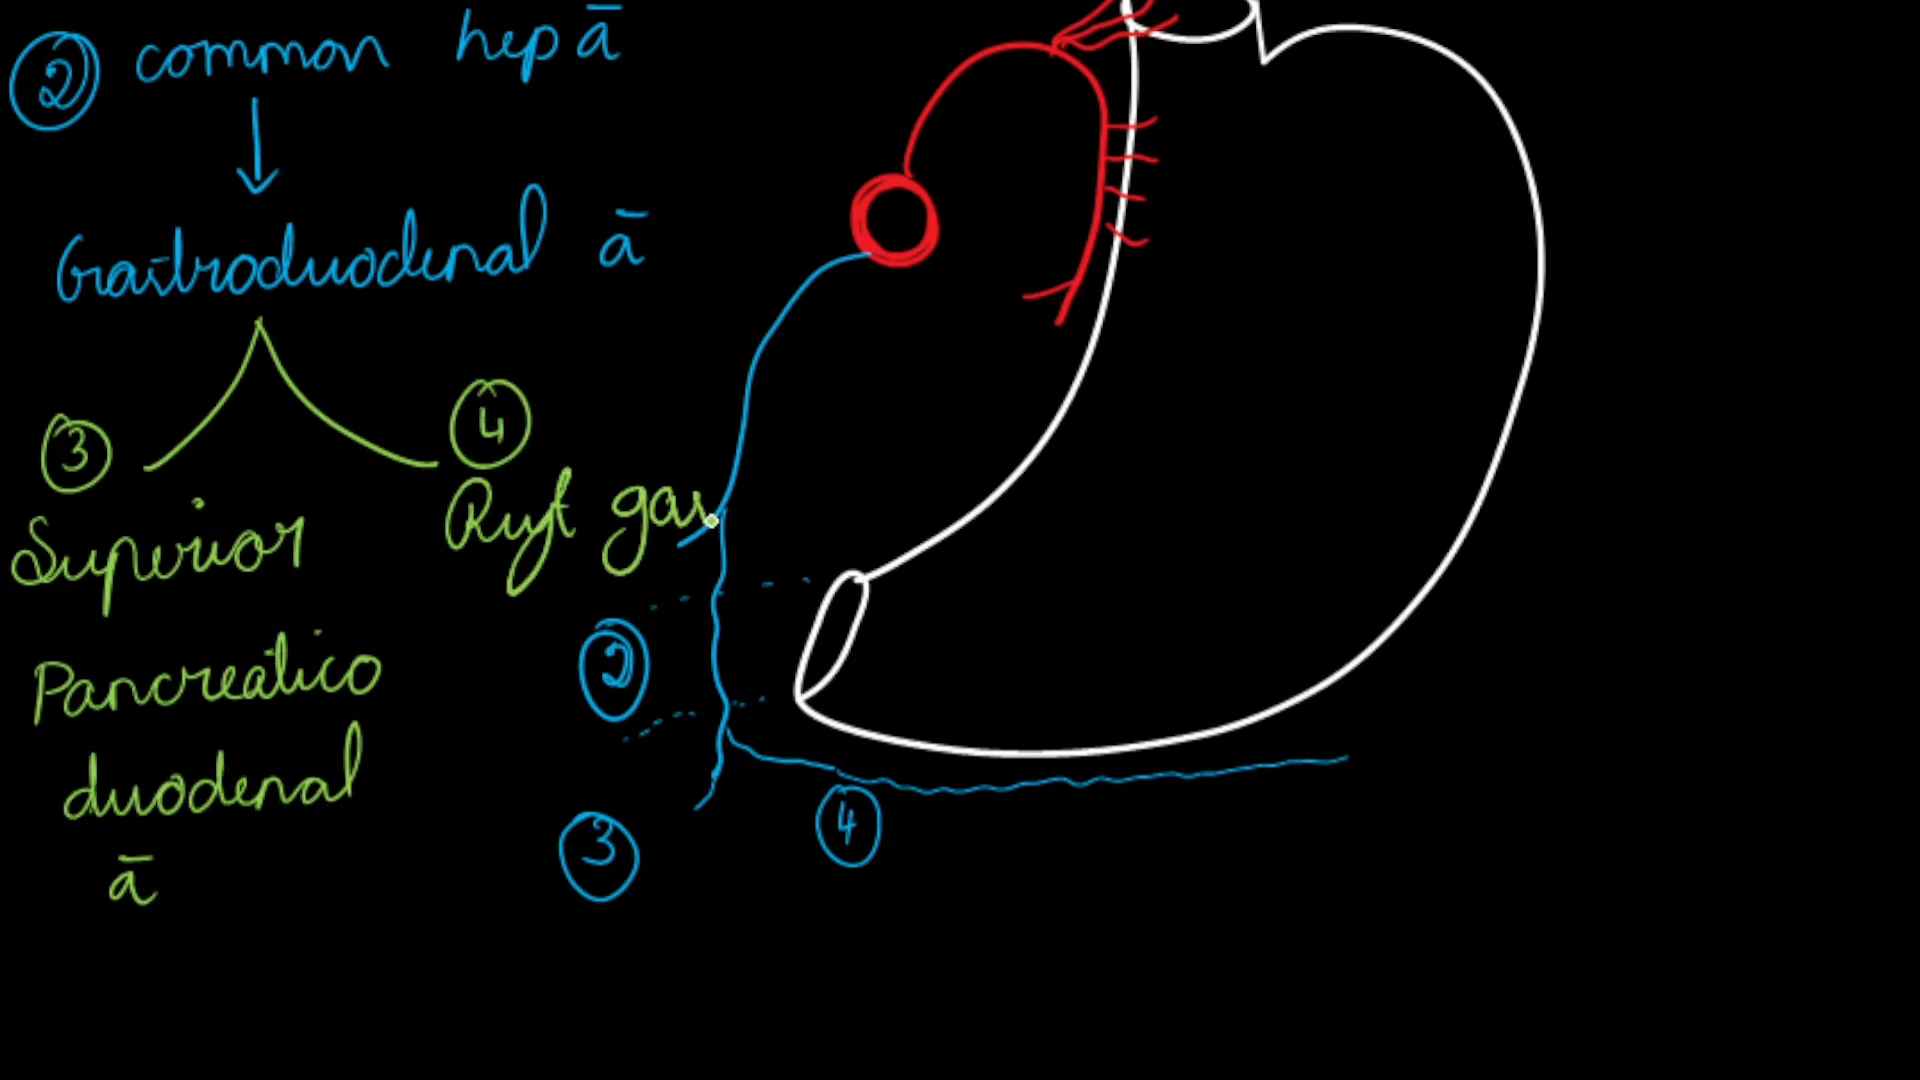 ② common hep ā
Gastroduodenal ā
③ ④
Superior
Right gas
Pancreatico
duodenal
ā
②
③
④